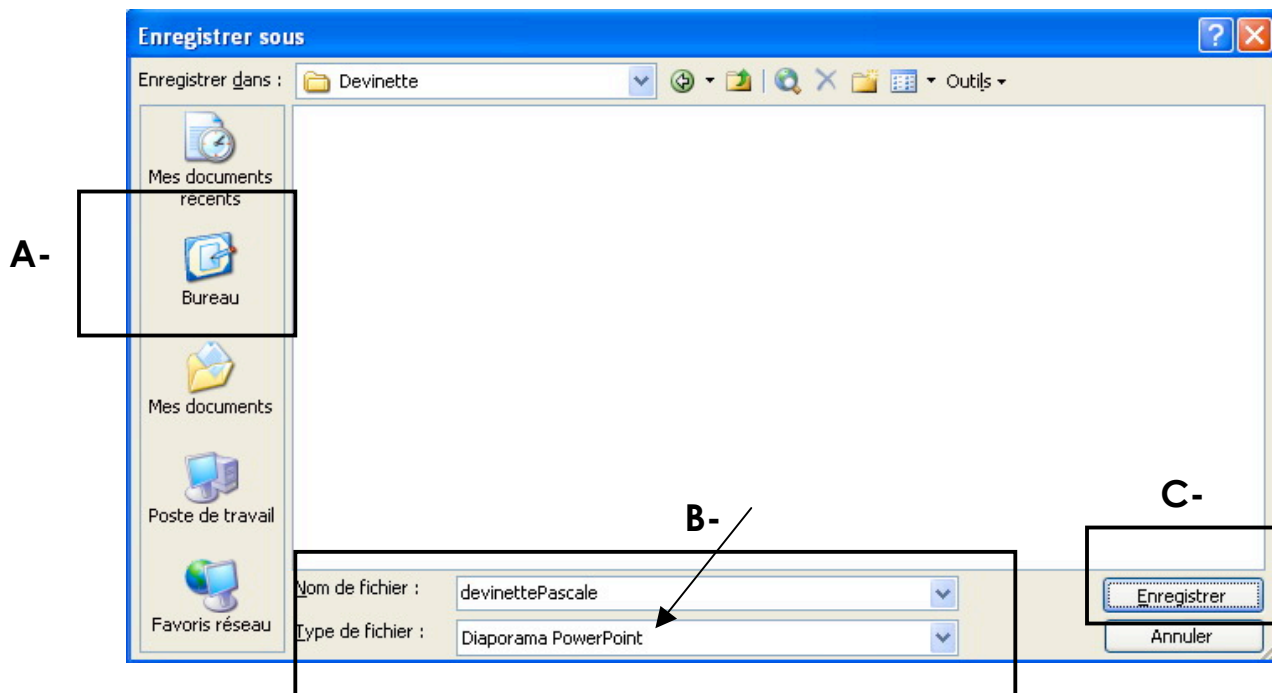 Enregistrer sous
Enregistrer dans :
Devinette
Outils
Mes documents
récents
A-
Bureau
Mes documents
Poste de travail
Favoris réseau
B-
C-
Nom de fichier :
devinettePascale
Enregistrer
Type de fichier :
Diaporama PowerPoint
Annuler